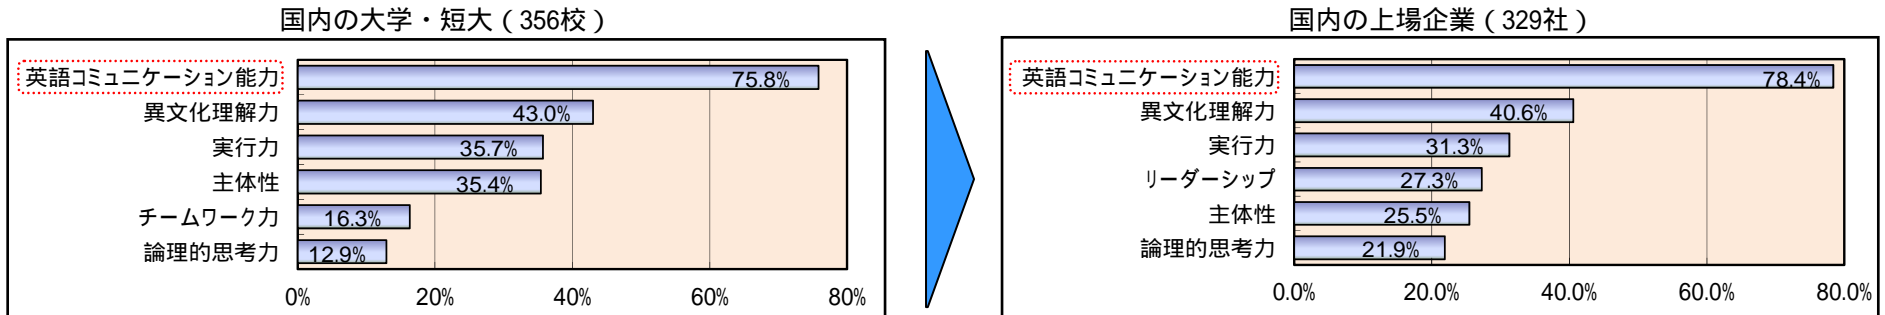 国内の大学・短大（356校）
英語コミュニケーション能力 75.8%
異文化理解力 43.0%
実行力 35.7%
主体性 35.4%
チームワーク力 16.3%
論理的思考力 12.9%
0% 20% 40% 60% 80%
国内の上場企業（329社）
英語コミュニケーション能力 78.4%
異文化理解力 40.6%
実行力 31.3%
リーダーシップ 27.3%
主体性 25.5%
論理的思考力 21.9%
0.0% 20.0% 40.0% 60.0% 80.0%